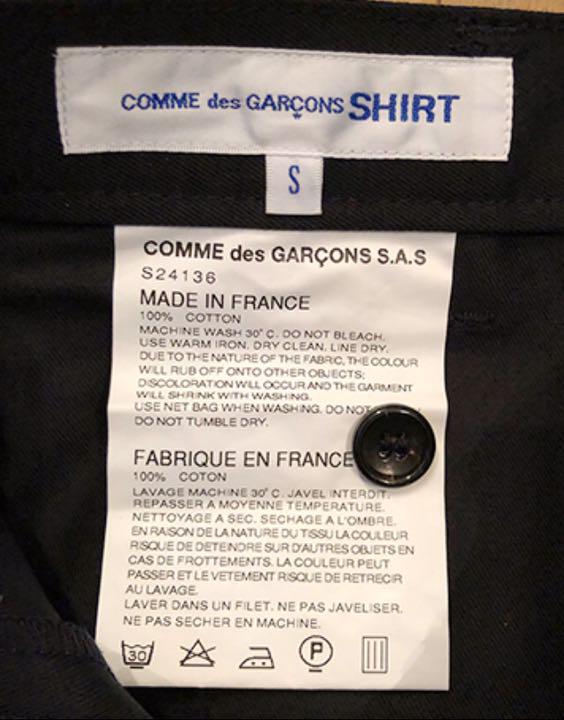 COMME des GARÇONS SHIRT
S
COMME des GARÇONS S.A.S
S24136
MADE IN FRANCE
100% COTTON
MACHINE WASH 30° C. DO NOT BLEACH.
USE WARM IRON. DRY CLEAN. LINE DRY.
DUE TO THE NATURE OF THE FABRIC, THE COLOUR
WILL RUB OFF ONTO OTHER OBJECTS;
DISCOLORATION WILL OCCUR AND THE GARMENT
WILL SHRINK WITH WASHING.
USE NET BAG WHEN WASHING. DO NOT
DO NOT TUMBLE DRY.
FABRIQUE EN FRANCE
100% COTON
LAVAGE MACHINE 30° C. JAVEL INTERDIT.
REPASSER A MOYENNE TEMPERATURE.
NETTOYAGE A SEC. SECHAGE A L'OMBRE.
EN RAISON DE LA NATURE DU TISSU LA COULEUR
RISQUE DE DETEINDRE SUR D'AUTRES OBJETS EN
CAS DE FROTTEMENTS. LA COULEUR PEUT
PASSER ET LE VETEMENT RISQUE DE RETRECIR
AU LAVAGE.
LAVER DANS UN FILET. NE PAS JAVELISER.
NE PAS SECHER EN MACHINE.
30 P